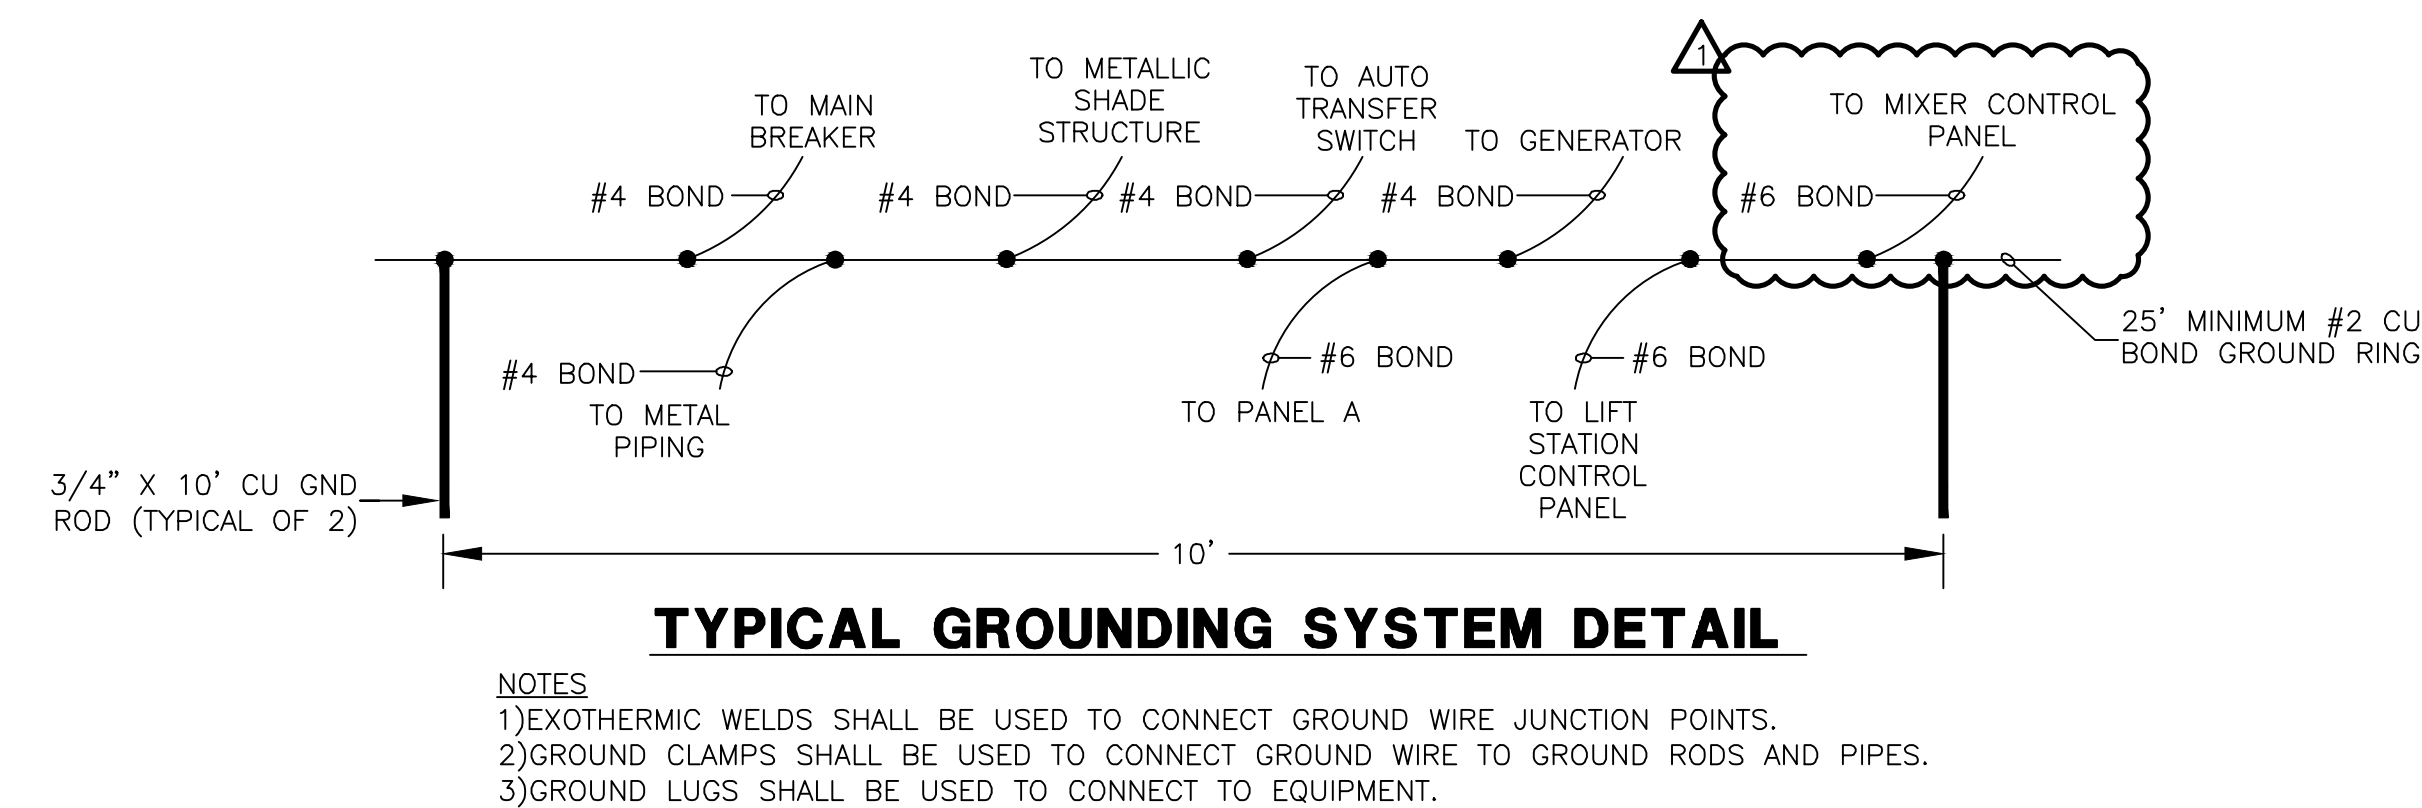 1
TO MAIN
BREAKER
TO METALLIC
SHADE
STRUCTURE
TO AUTO
TRANSFER
SWITCH
TO GENERATOR
TO MIXER CONTROL
PANEL
#4 BOND
#4 BOND
#4 BOND
#4 BOND
#6 BOND
25' MINIMUM #2 CU
BOND GROUND RING
#4 BOND
TO METAL
PIPING
#6 BOND
TO PANEL A
#6 BOND
TO LIFT
STATION
CONTROL
PANEL
3/4" X 10' CU GND
ROD (TYPICAL OF 2)
10'
TYPICAL GROUNDING SYSTEM DETAIL
NOTES
1)EXOTHERMIC WELDS SHALL BE USED TO CONNECT GROUND WIRE JUNCTION POINTS.
2)GROUND CLAMPS SHALL BE USED TO CONNECT GROUND WIRE TO GROUND RODS AND PIPES.
3)GROUND LUGS SHALL BE USED TO CONNECT TO EQUIPMENT.